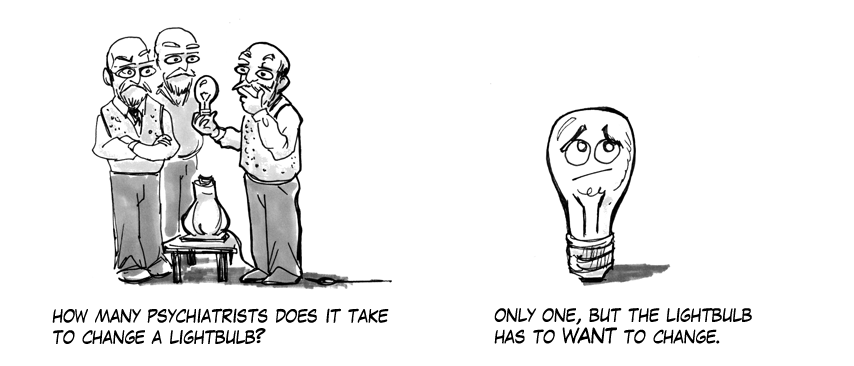 HOW MANY PSYCHIATRISTS DOES IT TAKE
TO CHANGE A LIGHTBULB?
ONLY ONE, BUT THE LIGHTBULB
HAS TO WANT TO CHANGE.